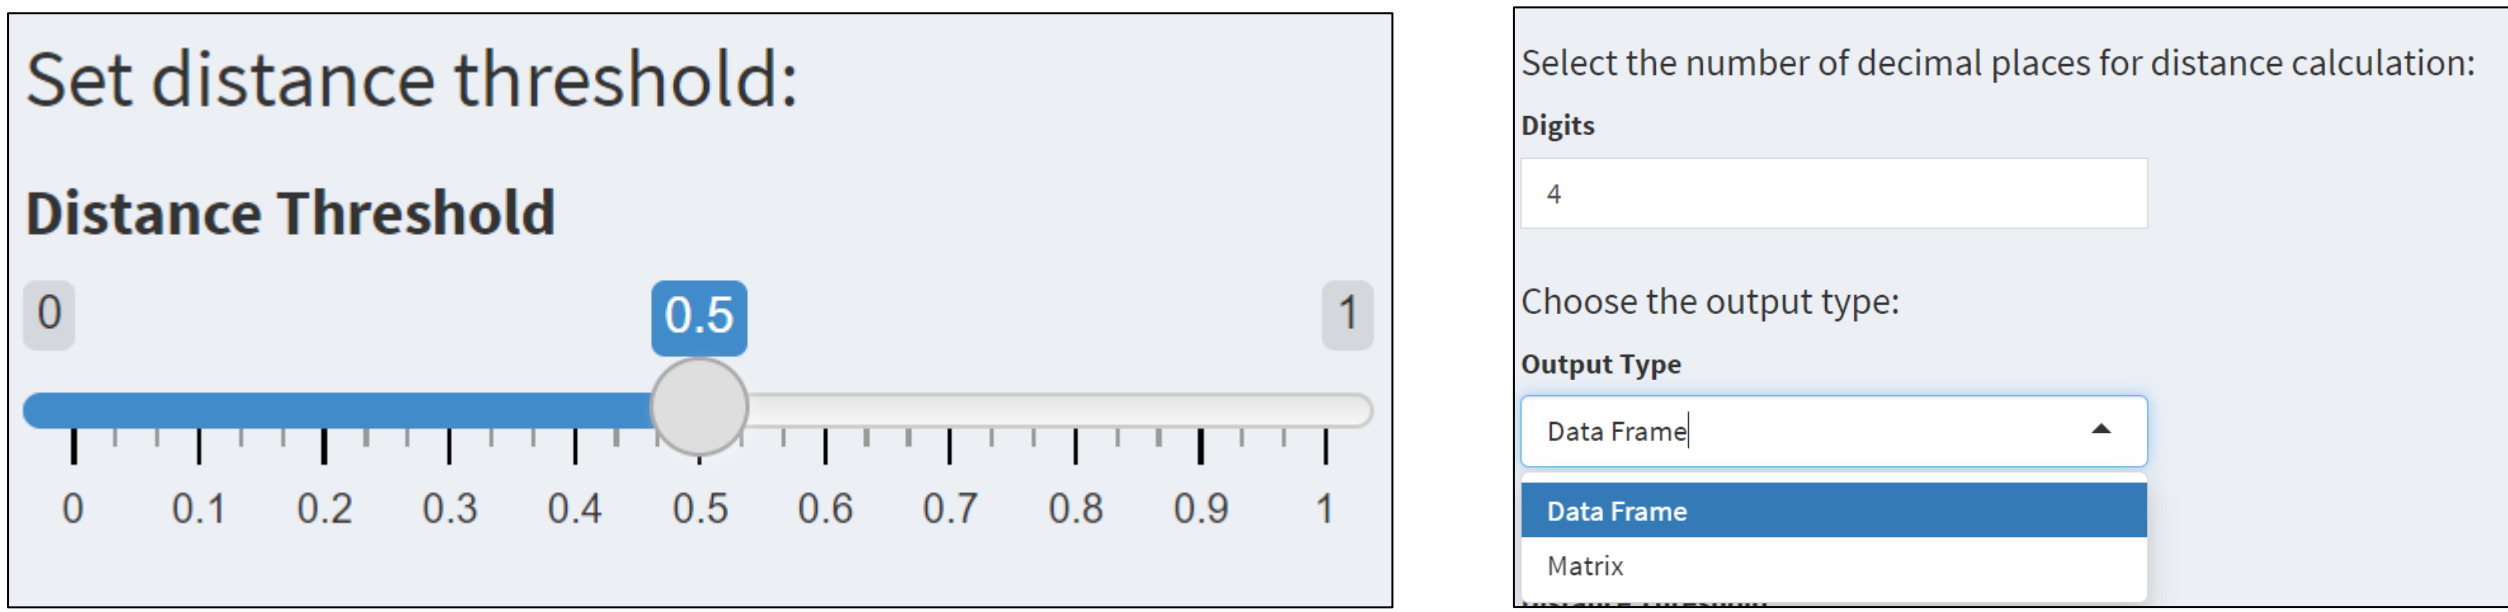 Set distance threshold:
Distance Threshold
0 0.5 1
0 0.1 0.2 0.3 0.4 0.5 0.6 0.7 0.8 0.9 1
Select the number of decimal places for distance calculation:
Digits
4
Choose the output type:
Output Type
Data Frame
Data Frame
Matrix
Distance Threshold